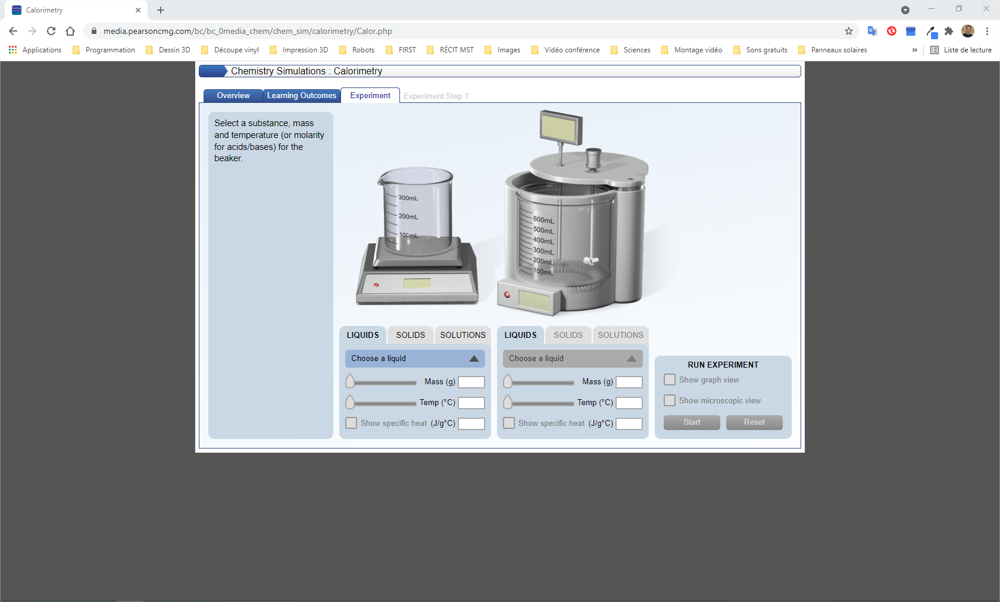 Calorimetry
media.pearsoncmg.com/bc/bc_0media_chem/chem_sim/calorimetry/Calor.php
Applications Programmation Dessin 3D Découpe vinyl Impression 3D Robots FIRST RÉCIT MST Images Vidéo conférence Sciences Montage vidéo Sons gratuits Panneaux solaires » Liste de lecture
Chemistry Simulations : Calorimetry
Overview Learning Outcomes Experiment Experiment Step 1
Select a substance, mass
and temperature (or molarity
for acids/bases) for the
beaker.
300mL
200mL
100mL
600mL
500mL
400mL
300mL
200mL
100mL
LIQUIDS SOLIDS SOLUTIONS
Choose a liquid
Mass (g)
Temp (°C)
Show specific heat (J/g°C)
LIQUIDS SOLIDS SOLUTIONS
Choose a liquid
Mass (g)
Temp (°C)
Show specific heat (J/g°C)
RUN EXPERIMENT
Show graph view
Show microscopic view
Start Reset